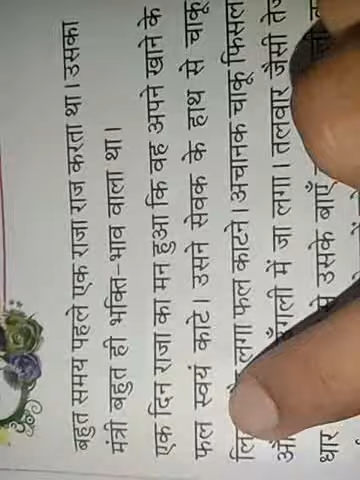 बहुत समय पहले एक राजा राज करता था। उसका
मंत्री बहुत ही भक्ति-भाव वाला था।
एक दिन राजा का मन हुआ कि वह अपने खाने के
फल स्वयं काटे। उसने सेवक के हाथ से चाकू
लगा फल काटने। अचानक चाकू फिसल
में जा लगा। तलवार जैसी तेज
धार उसके बाएँ